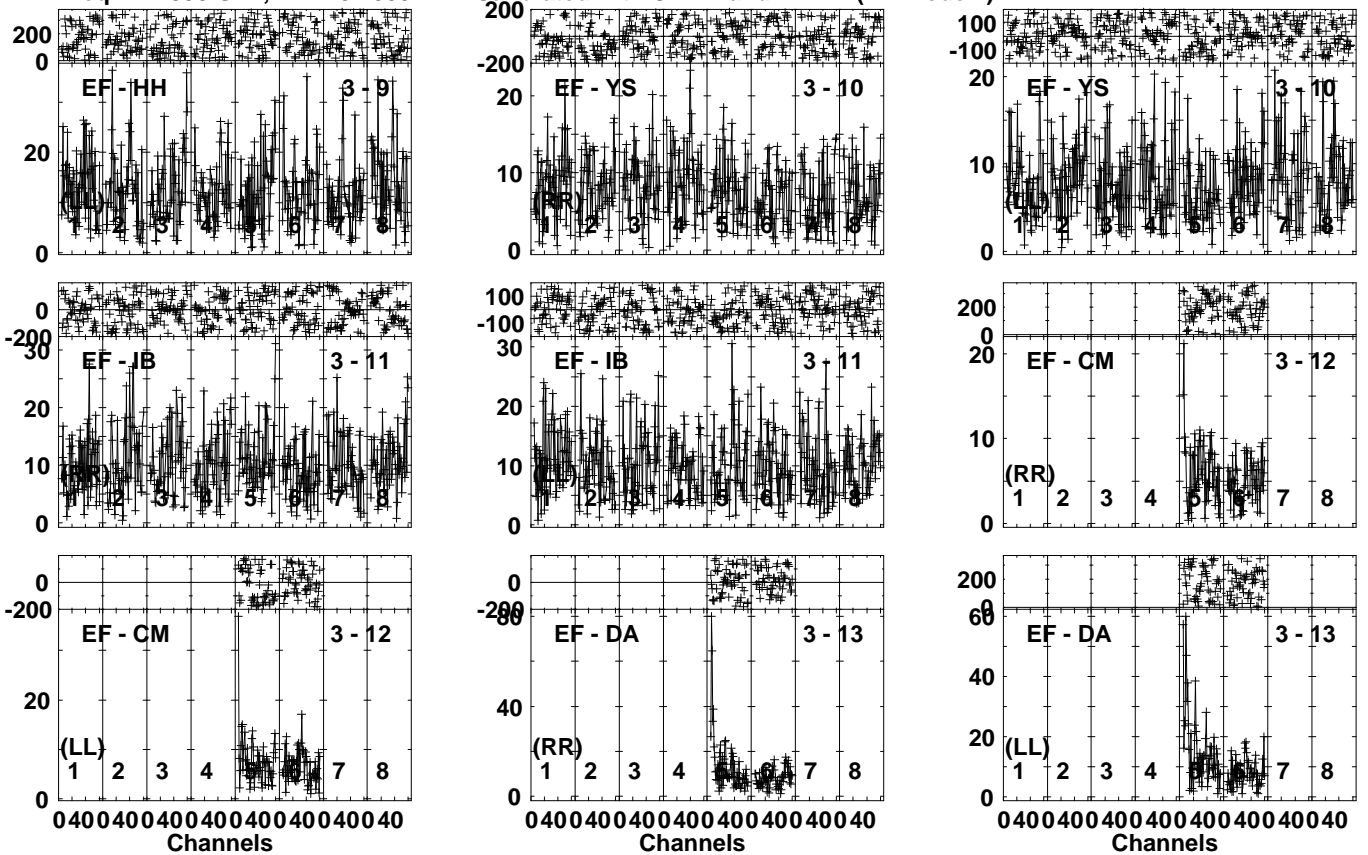 200 0 EF - HH 3 - 9 20 (LL) 1 2 3 4 5 6 7 8 0
200 -200 EF - YS 3 - 10 20 10 (RR) 1 2 3 4 5 6 7 8 0
100 -100 EF - YS 3 - 10 20 10 (LL) 1 2 3 4 5 6 7 8 0
0 -200 EF - IB 3 - 11 30 20 10 (RR) 1 2 3 4 5 6 7 8 0
100 -100 EF - IB 3 - 11 30 20 10 (LL) 1 2 3 4 5 6 7 8 0
200 0 EF - CM 3 - 12 20 10 (RR) 1 2 3 4 5 6 7 8 0
0 -200 EF - CM 3 - 12 20 (LL) 1 2 3 4 5 6 7 8 0
0 -200 EF - DA 3 - 13 80 40 (RR) 1 2 3 4 5 6 7 8 0
200 0 EF - DA 3 - 13 60 40 20 (LL) 1 2 3 4 5 6 7 8 0
0 40 0 40 0 40 0 40 0 40 0 40 0 40 0 40
0 40 0 40 0 40 0 40 0 40 0 40 0 40 0 40
0 40 0 40 0 40 0 40 0 40 0 40 0 40 0 40
Channels
Channels
Channels